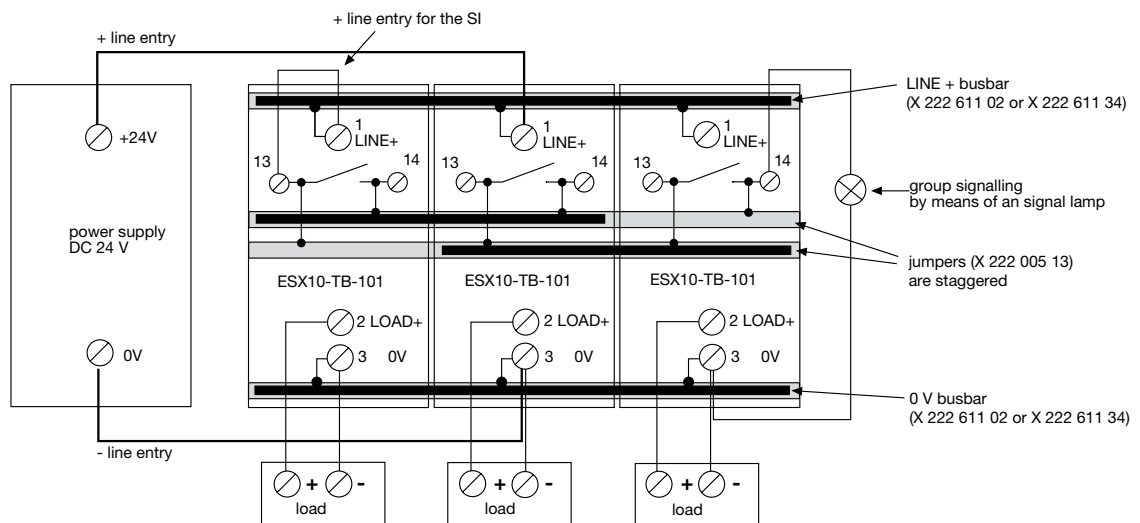 + line entry for the SI
+ line entry
LINE + busbar
(X 222 611 02 or X 222 611 34)
+24V
1
LINE+
1
LINE+
1
LINE+
13
14
13
14
13
14
group signalling
by means of an signal lamp
power supply
DC 24 V
jumpers (X 222 005 13)
are staggered
ESX10-TB-101
ESX10-TB-101
ESX10-TB-101
2 LOAD+
2 LOAD+
2 LOAD+
0V
3 0V
3 0V
3 0V
0 V busbar
(X 222 611 02 or X 222 611 34)
- line entry
+ -
+ -
+ -
load
load
load